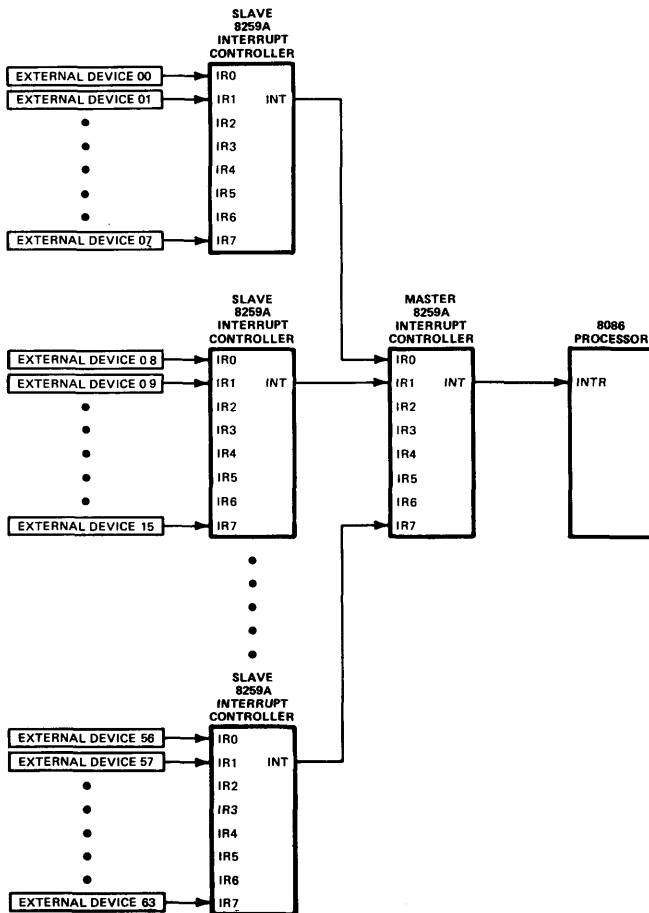 SLAVE
8259A
INTERRUPT
CONTROLLER
EXTERNAL DEVICE 00
EXTERNAL DEVICE 01
EXTERNAL DEVICE 07
IR0
IR1 INT
IR2
IR3
IR4
IR5
IR6
IR7
SLAVE
8259A
INTERRUPT
CONTROLLER
EXTERNAL DEVICE 08
EXTERNAL DEVICE 09
EXTERNAL DEVICE 15
IR0
IR1 INT
IR2
IR3
IR4
IR5
IR6
IR7
MASTER
8259A
INTERRUPT
CONTROLLER
IR0
IR1 INT
IR2
IR3
IR4
IR5
IR6
IR7
8086
PROCESSOR
INTR
SLAVE
8259A
INTERRUPT
CONTROLLER
EXTERNAL DEVICE 56
EXTERNAL DEVICE 57
EXTERNAL DEVICE 63
IR0
IR1 INT
IR2
IR3
IR4
IR5
IR6
IR7